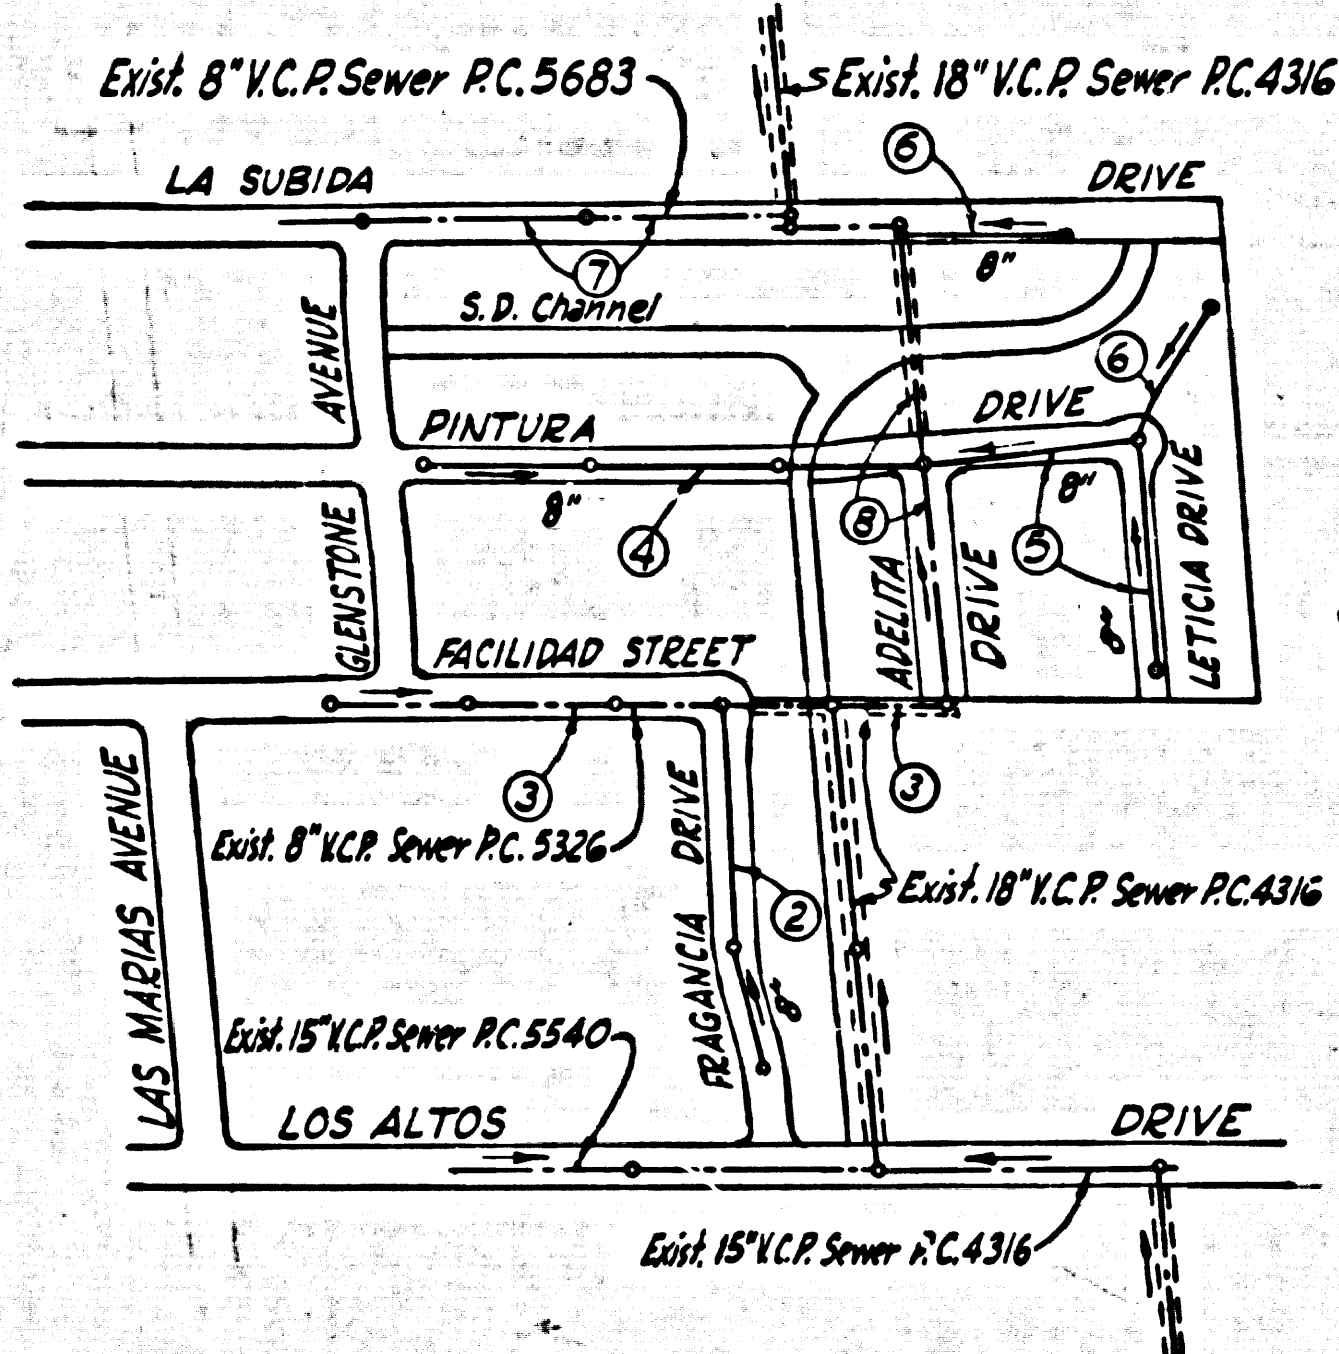 Exist. 8" V.C.P. Sewer P.C. 5683
Exist. 18" V.C.P. Sewer P.C. 4316
6
LA SUBIDA
DRIVE
7
8"
S.D. Channel
AVENUE
6
PINTURA
DRIVE
8"
8"
4
8
5
GLENSTONE
ADELITA
DRIVE
LETICIA DRIVE
8"
FACILIDAD STREET
3
3
Exist. 8" V.C.P. Sewer P.C. 5326
LAS MARIAS AVENUE
FRAGANCIA DRIVE
2
Exist. 18" V.C.P. Sewer P.C. 4316
8"
Exist. 15" V.C.P. Sewer P.C. 5540
LOS ALTOS
DRIVE
Exist. 15" V.C.P. Sewer P.C. 4316